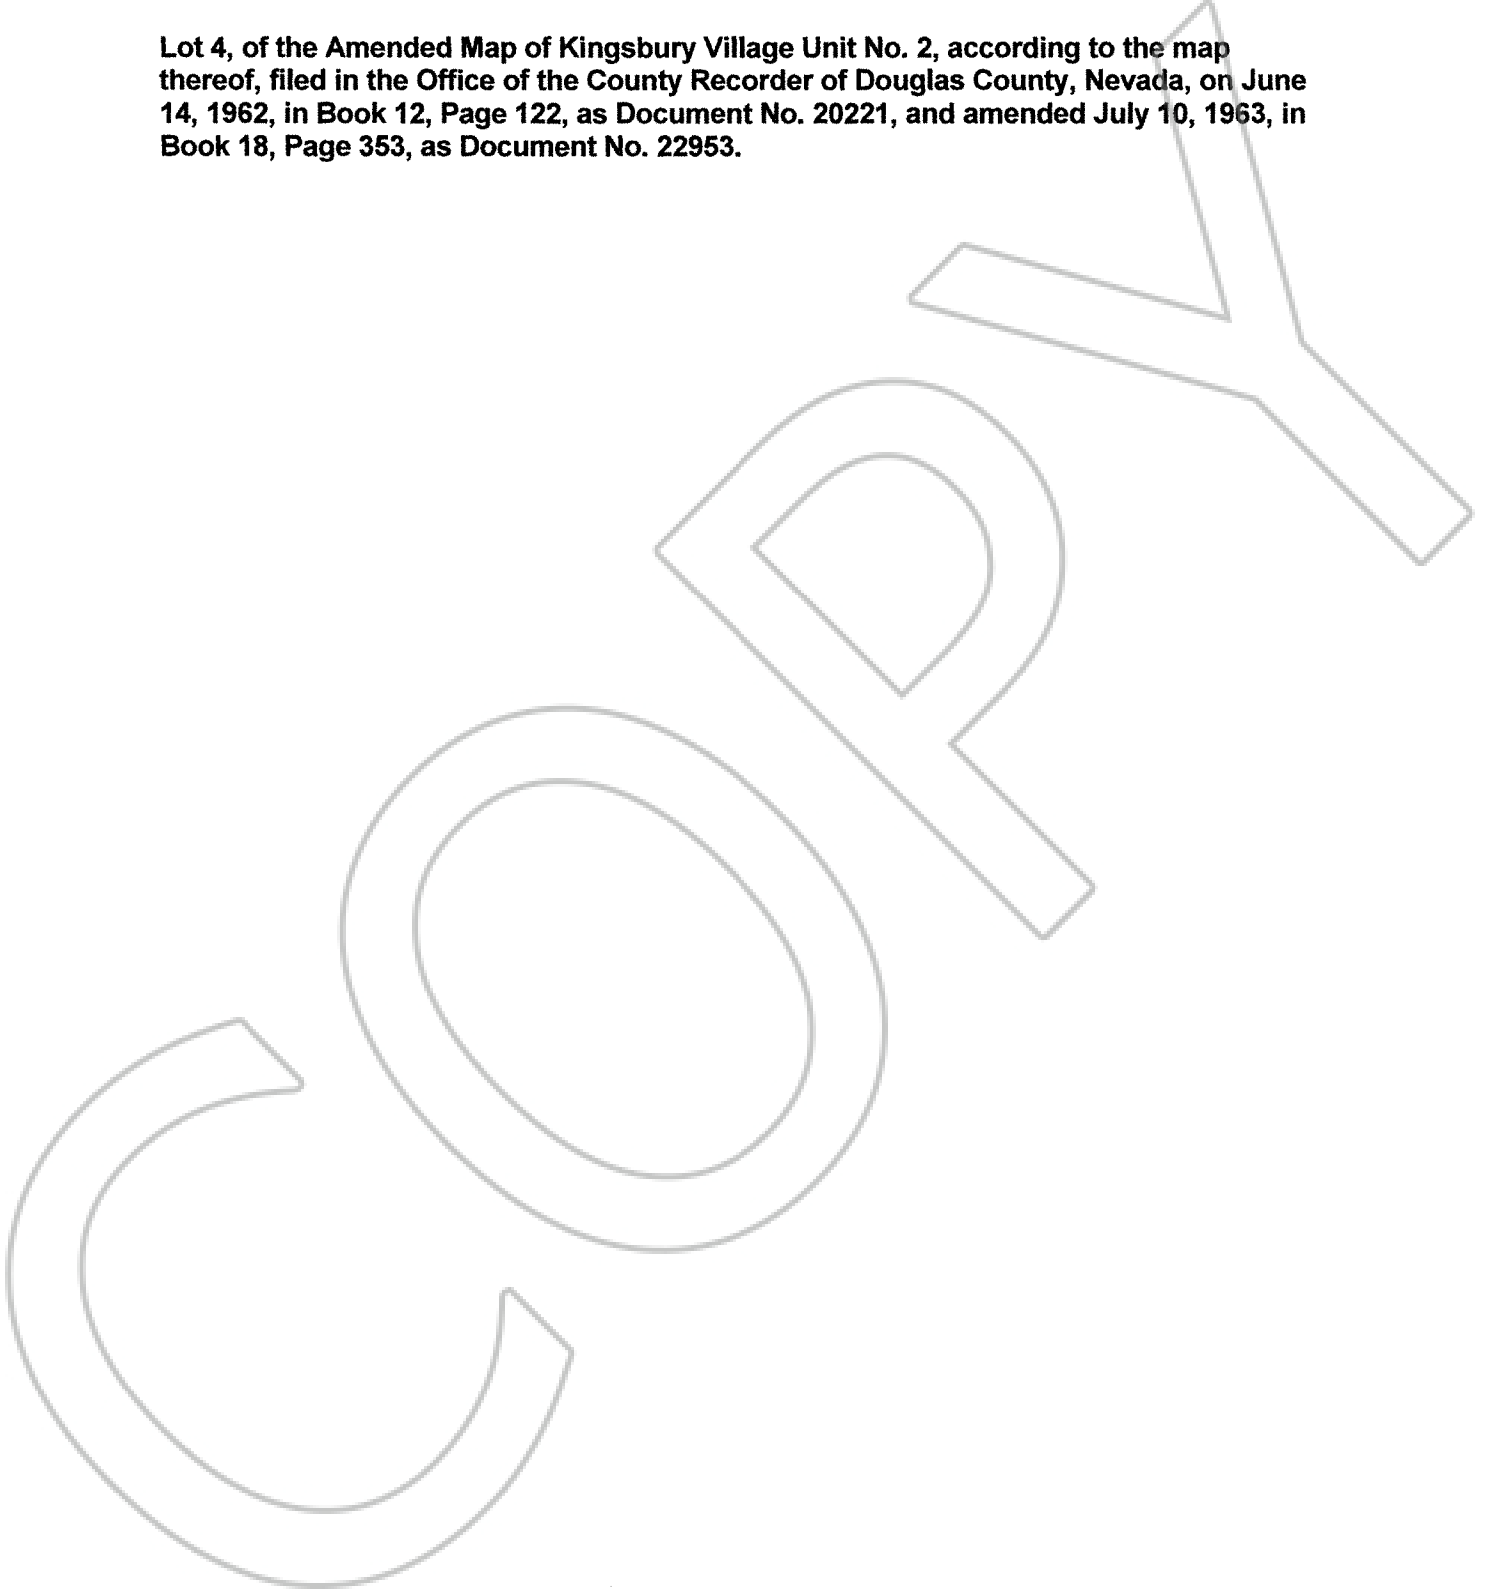 Lot 4, of the Amended Map of Kingsbury Village Unit No. 2, according to the map
thereof, filed in the Office of the County Recorder of Douglas County, Nevada, on June
14, 1962, in Book 12, Page 122, as Document No. 20221, and amended July 10, 1963, in
Book 18, Page 353, as Document No. 22953.
COPY